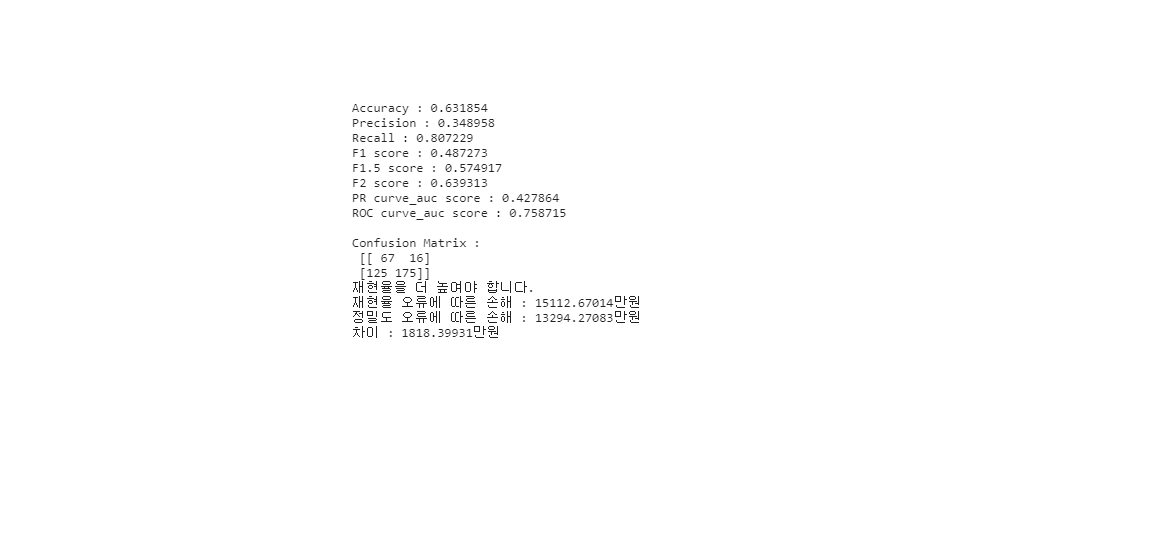 Accuracy : 0.631854
Precision : 0.348958
Recall : 0.807229
F1 score : 0.487273
F1.5 score : 0.574917
F2 score : 0.639313
PR curve_auc score : 0.427864
ROC curve_auc score : 0.758715
Confusion Matrix :
[[ 67  16]
[125 175]]
재현율을 더 높여야 합니다.
재현율 오류에 따른 손해 : 15112.67014만원
정밀도 오류에 따른 손해 : 13294.27083만원
차이 : 1818.39931만원